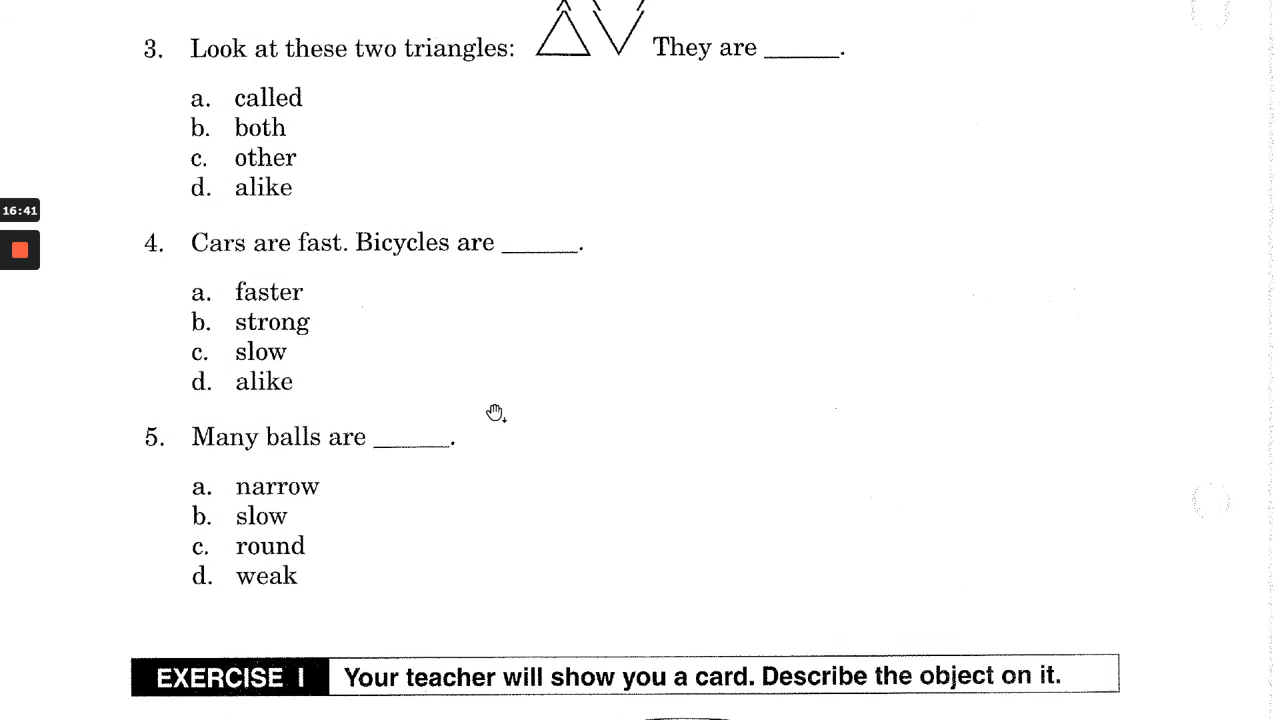 3. Look at these two triangles: They are ______.
a. called
b. both
c. other
d. alike
16:41
4. Cars are fast. Bicycles are ______.
a. faster
b. strong
c. slow
d. alike
5. Many balls are ______.
a. narrow
b. slow
c. round
d. weak
EXERCISE I Your teacher will show you a card. Describe the object on it.